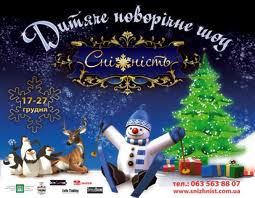 Дитяче новорічне шоу
Сніжність
17-27
грудня
тел.: 063 563 88 07
www.snizhnist.com.ua